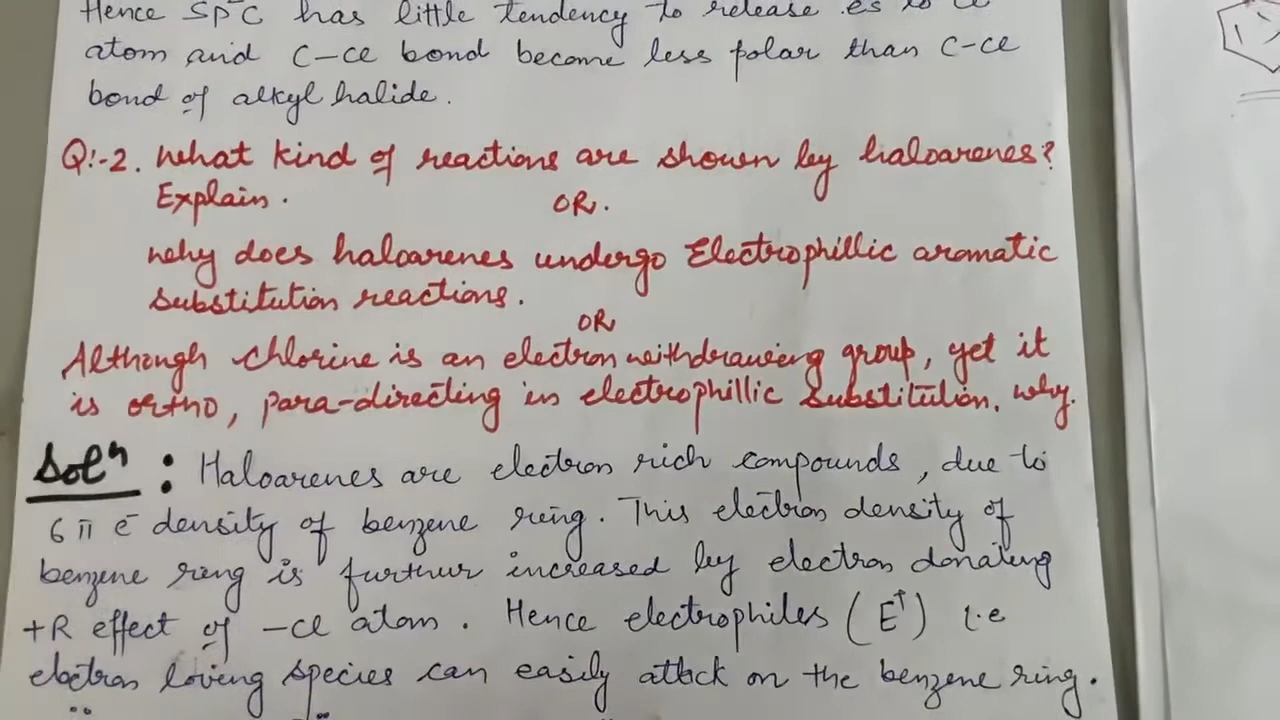 Hence SP²C has little tendency to release es to Cl
atom and C-Cl bond become less polar than C-Cl
bond of alkyl halide.
Q:-2. What kind of reactions are shown by haloarenes?
Explain. OR.
why does haloarenes undergo Electrophillic aromatic
Substitution reactions.
OR
Although Chlorine is an electron withdrawing group, yet it
is ortho, para-directing in electrophillic Substitution, why.
Solⁿ : Haloarenes are electron rich compounds, due to
6 π ē density of benzene ring. This electron density of
benzene ring is further increased by electron donating
+R effect of -Cl atom. Hence electrophiles (E⁺) i.e
electron loving species can easily attack on the benzene ring.